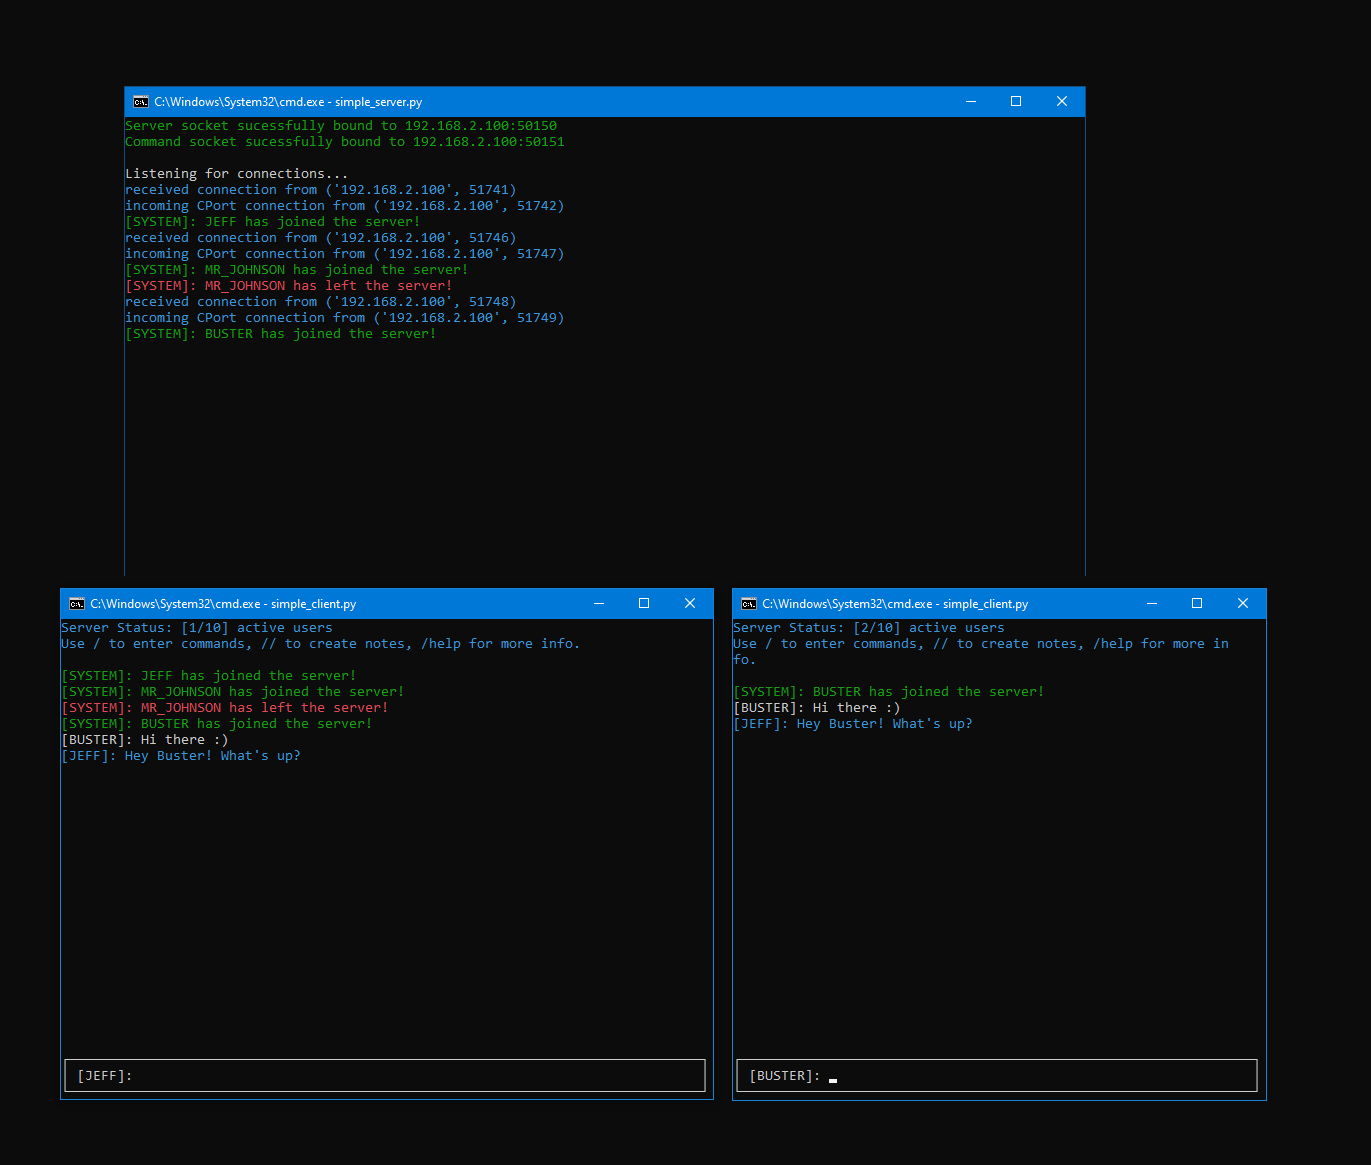 C:\Windows\System32\cmd.exe - simple_server.py
Server socket sucessfully bound to 192.168.2.100:50150
Command socket sucessfully bound to 192.168.2.100:50151
Listening for connections...
received connection from ('192.168.2.100', 51741)
incoming CPort connection from ('192.168.2.100', 51742)
[SYSTEM]: JEFF has joined the server!
received connection from ('192.168.2.100', 51746)
incoming CPort connection from ('192.168.2.100', 51747)
[SYSTEM]: MR_JOHNSON has joined the server!
[SYSTEM]: MR_JOHNSON has left the server!
received connection from ('192.168.2.100', 51748)
incoming CPort connection from ('192.168.2.100', 51749)
[SYSTEM]: BUSTER has joined the server!
C:\Windows\System32\cmd.exe - simple_client.py
Server Status: [1/10] active users
Use / to enter commands, // to create notes, /help for more info.
[SYSTEM]: JEFF has joined the server!
[SYSTEM]: MR_JOHNSON has joined the server!
[SYSTEM]: MR_JOHNSON has left the server!
[SYSTEM]: BUSTER has joined the server!
[BUSTER]: Hi there :)
[JEFF]: Hey Buster! What's up?
[JEFF]:
C:\Windows\System32\cmd.exe - simple_client.py
Server Status: [2/10] active users
Use / to enter commands, // to create notes, /help for more in
fo.
[SYSTEM]: BUSTER has joined the server!
[BUSTER]: Hi there :)
[JEFF]: Hey Buster! What's up?
[BUSTER]: